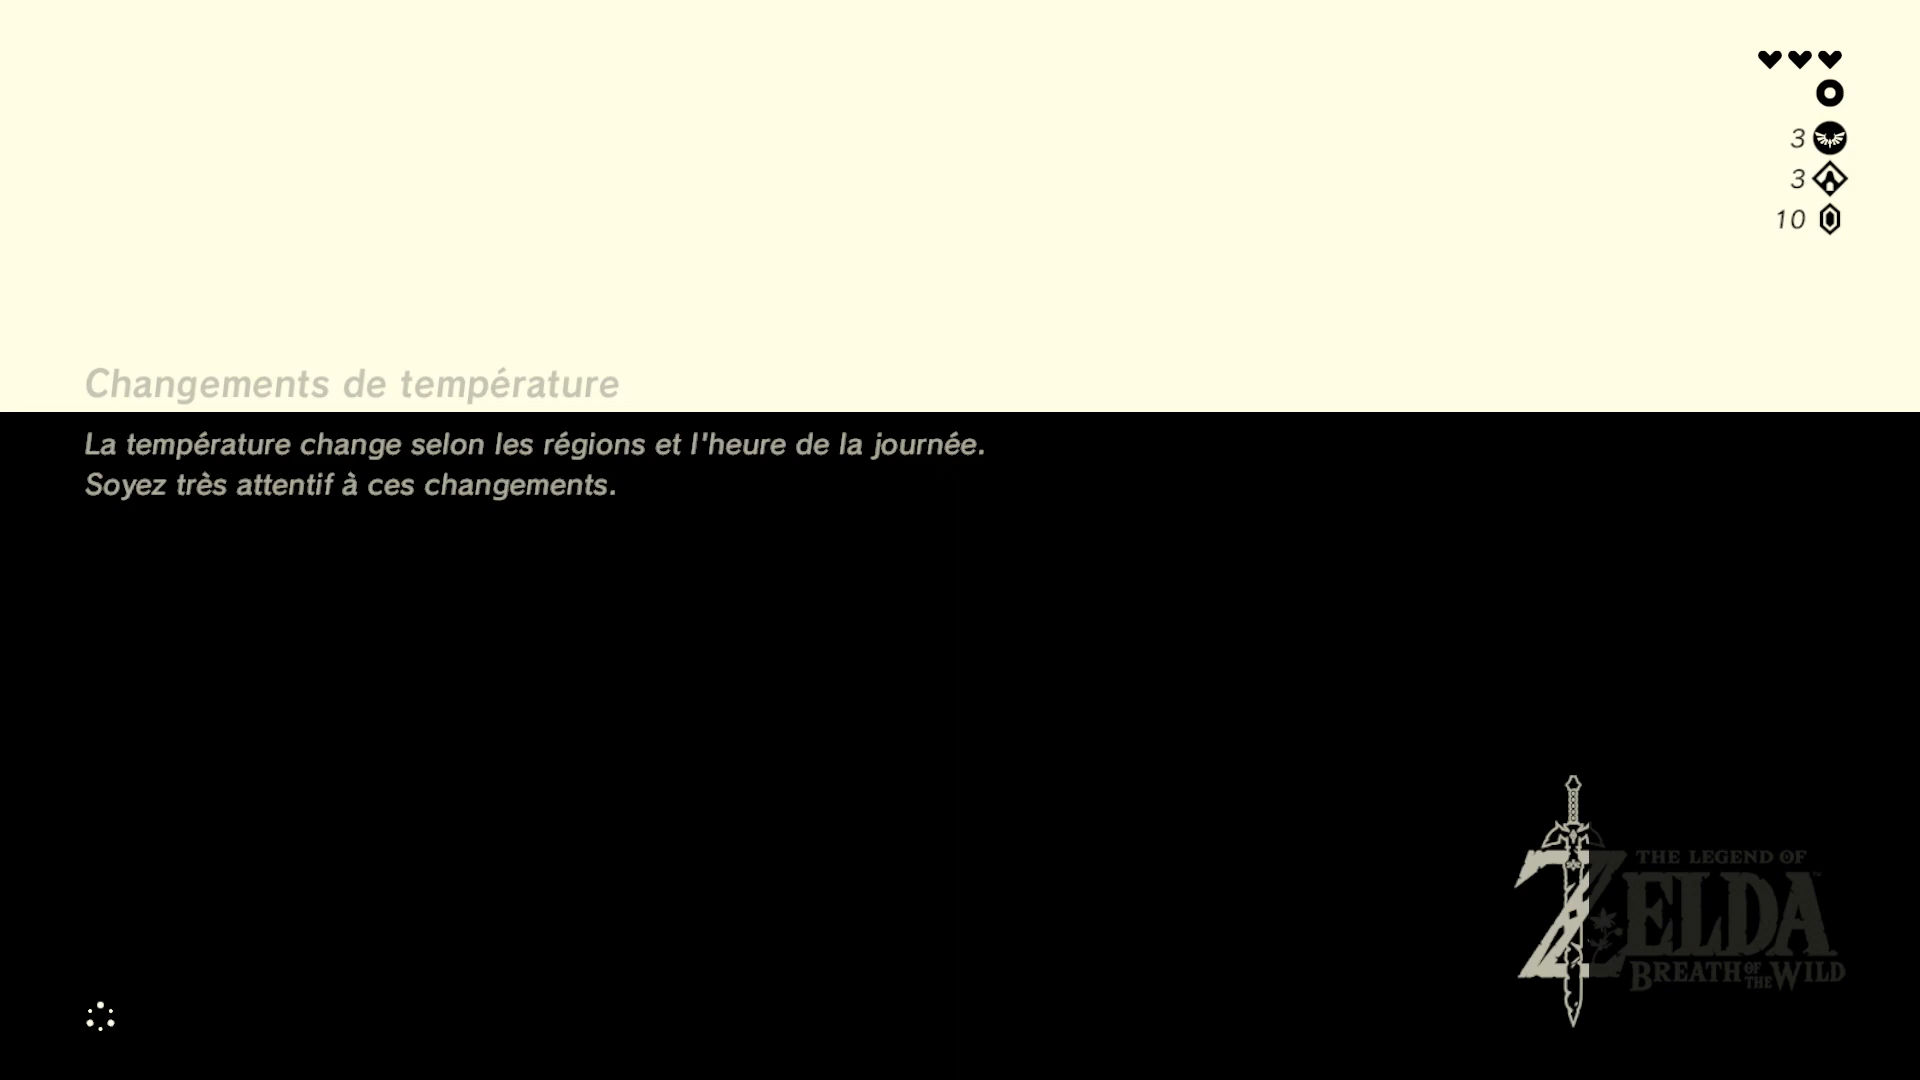 3
3
10
Changements de température
La température change selon les régions et l'heure de la journée.
Soyez très attentif à ces changements.
THE LEGEND OF
ZELDA™
BREATH OF THE WILD